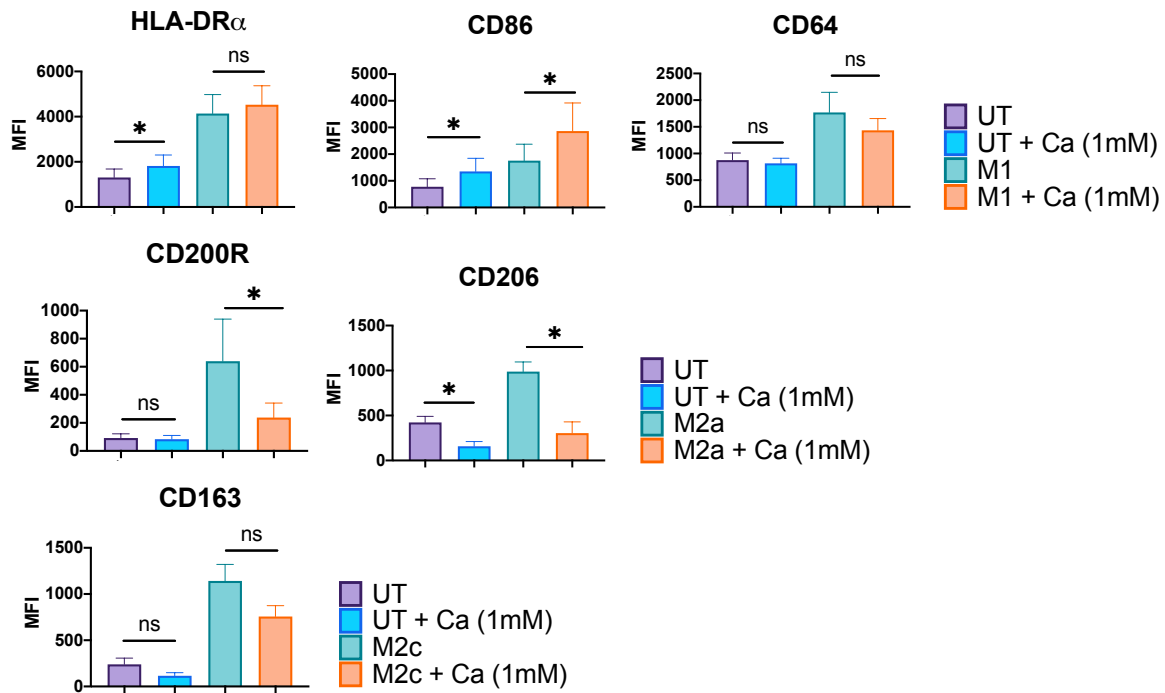 HLA-DRα
MFI
6000
4000
2000
0
*
ns
CD86
MFI
5000
4000
3000
2000
1000
0
*
*
CD64
MFI
2500
2000
1500
1000
500
0
ns
ns
UT
UT + Ca (1mM)
M1
M1 + Ca (1mM)
CD200R
MFI
1000
800
600
400
200
0
ns
*
CD206
MFI
1500
1000
500
0
*
*
UT
UT + Ca (1mM)
M2a
M2a + Ca (1mM)
CD163
MFI
1500
1000
500
0
ns
ns
UT
UT + Ca (1mM)
M2c
M2c + Ca (1mM)